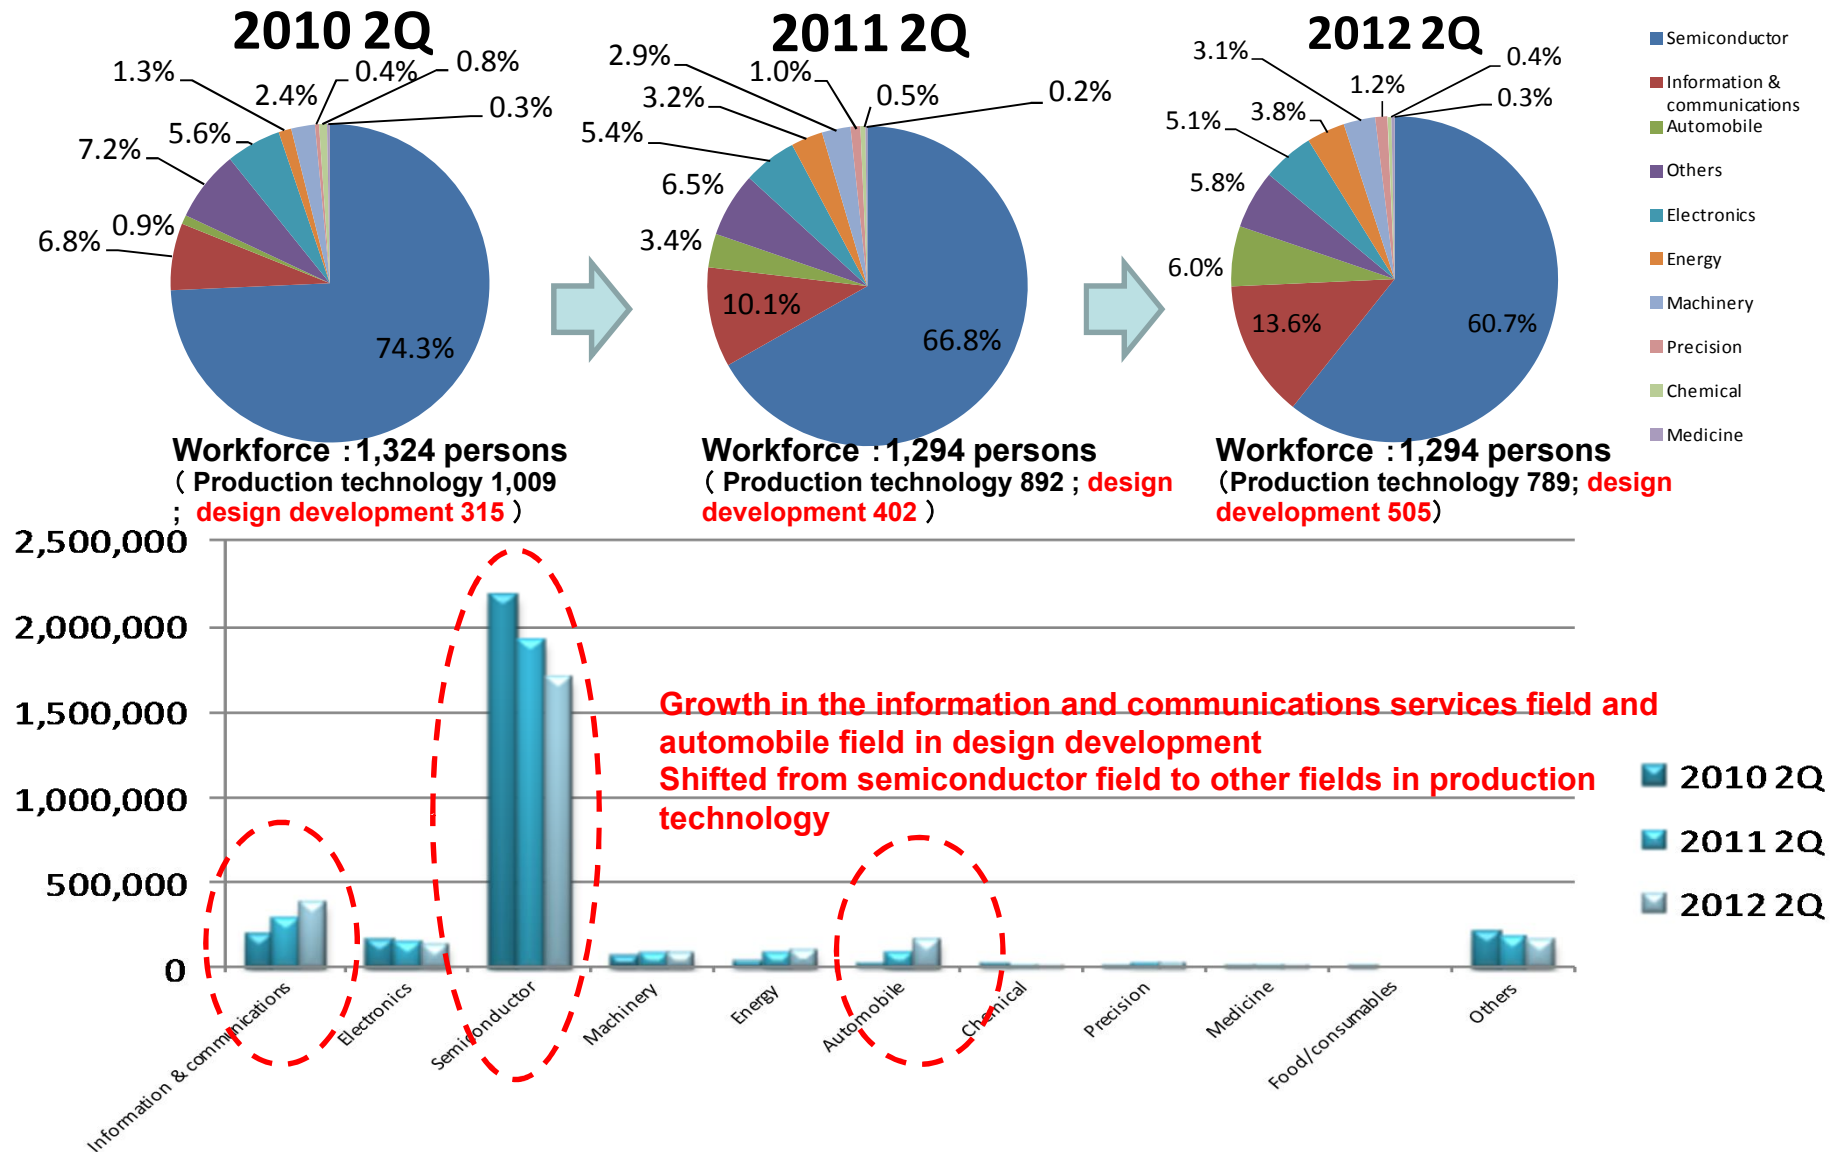 2010 2Q
2011 2Q
2012 2Q
1.3%
2.4%
0.4%
0.8%
0.3%
5.6%
7.2%
0.9%
6.8%
74.3%
2.9%
1.0%
0.5%
0.2%
3.2%
5.4%
6.5%
3.4%
10.1%
66.8%
3.1%
1.2%
0.4%
0.3%
3.8%
5.1%
5.8%
6.0%
13.6%
60.7%
Semiconductor
Information &
communications
Automobile
Others
Electronics
Energy
Machinery
Precision
Chemical
Medicine
Workforce：1,324 persons
（ Production technology 1,009
； design development 315 ）
Workforce：1,294 persons
（ Production technology 892 ; design
development 402 ）
Workforce：1,294 persons
（Production technology 789; design
development 505）
2,500,000
2,000,000
1,500,000
1,000,000
500,000
0
Growth in the information and communications services field and
automobile field in design development
Shifted from semiconductor field to other fields in production
technology
2010 2Q
2011 2Q
2012 2Q
Information & communications
Electronics
Semiconductor
Machinery
Energy
Automobile
Chemical
Precision
Medicine
Food/consumables
Others